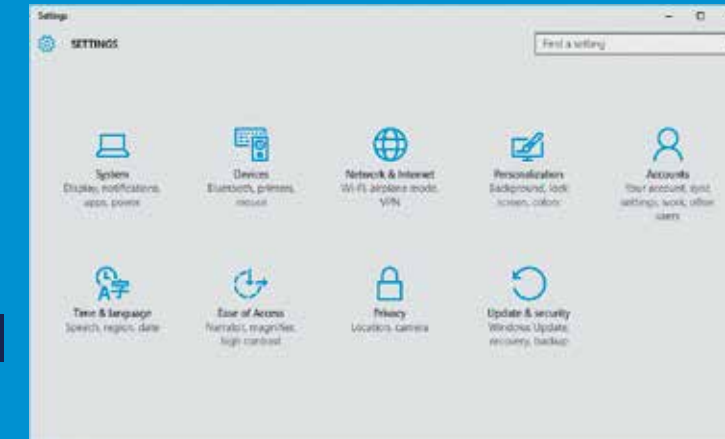 Settings
SETTINGS
Find a setting
System
Display, notifications,
apps, power
Devices
Bluetooth, printers,
mouse
Network & Internet
Wi-Fi, airplane mode,
VPN
Personalization
Background, lock
screen, colors
Accounts
Your account, sync
settings, work, other
users
Time & language
Speech, region, date
Ease of Access
Narrator, magnifier,
high contrast
Privacy
Location, camera
Update & security
Windows Update,
recovery, backup